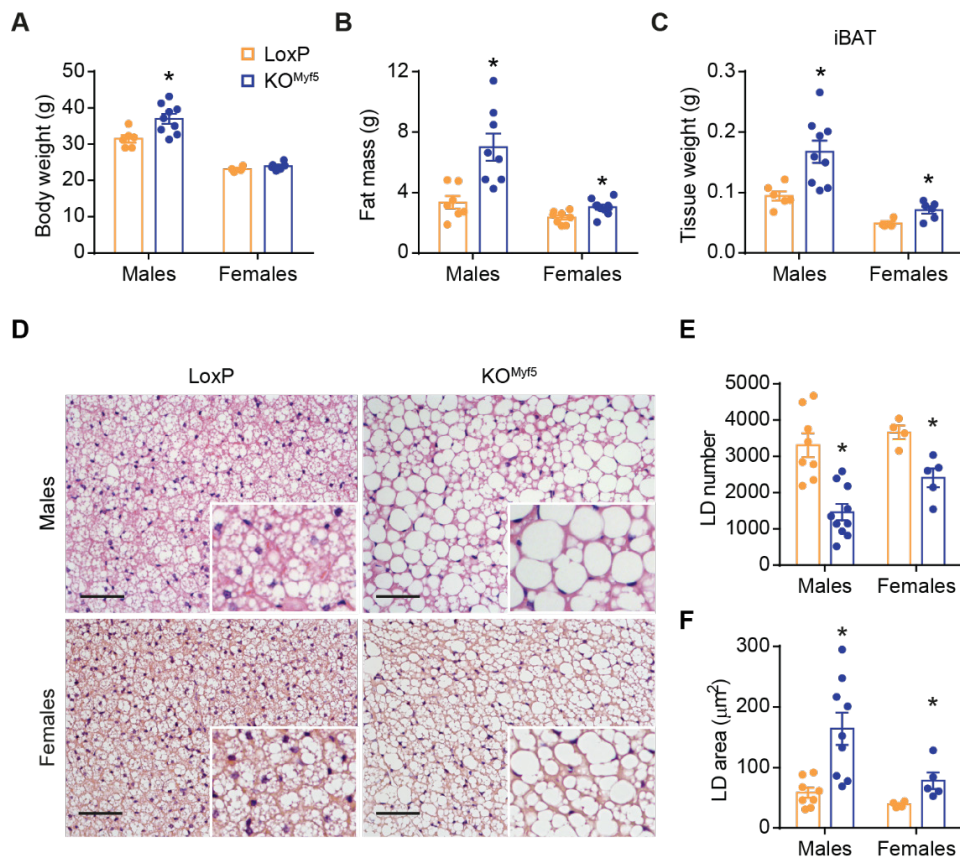 A
LoxP
KO^Myf5
Body weight (g)
50
40
30
20
10
0
*
Males
Females
B
Fat mass (g)
12
8
4
0
*
*
Males
Females
C
iBAT
Tissue weight (g)
0.3
0.2
0.1
0.0
*
*
Males
Females
D
LoxP
KO^Myf5
Males
Females
E
LD number
5000
4000
3000
2000
1000
0
*
*
Males
Females
F
LD area (μm²)
300
200
100
0
*
*
Males
Females